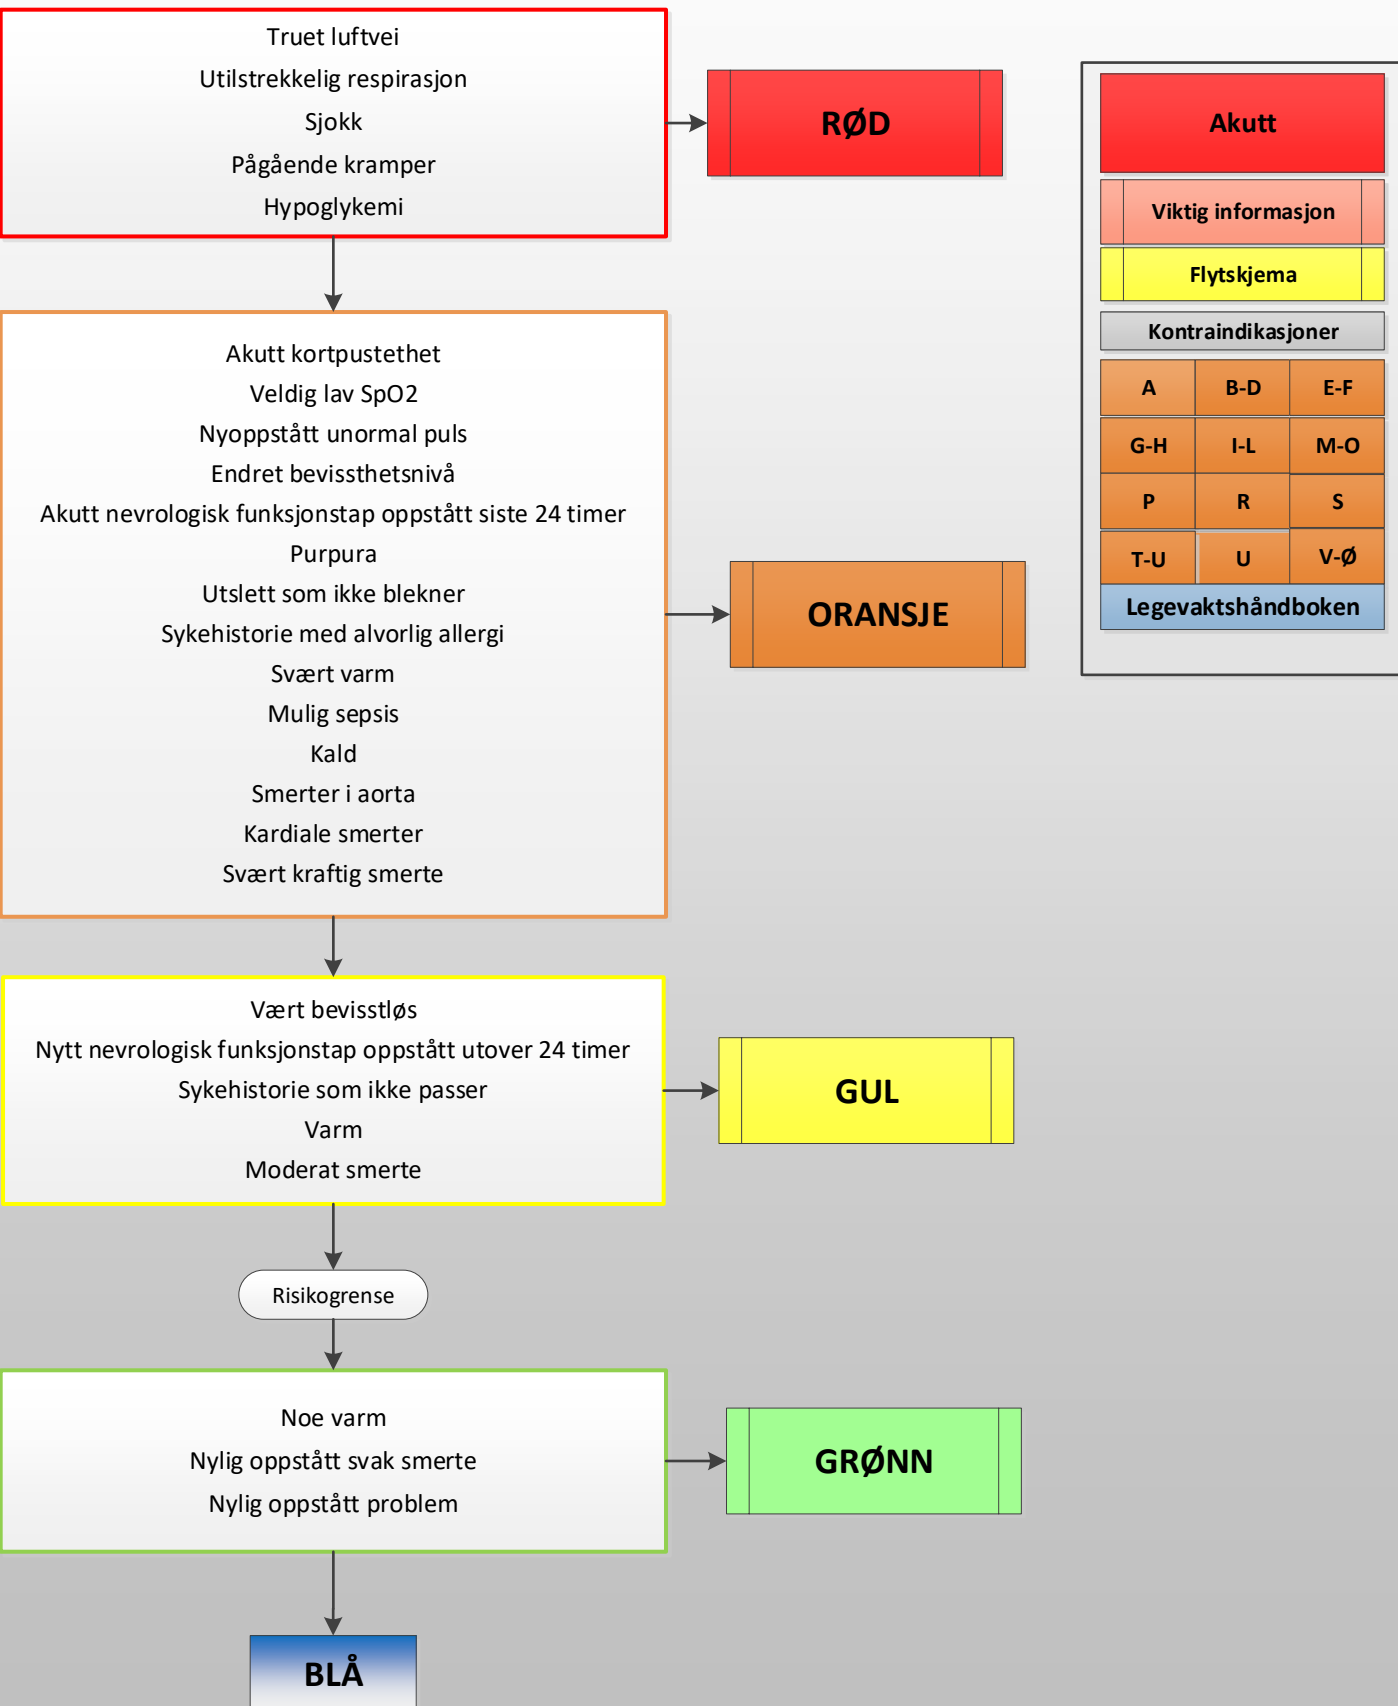 Truet luftvei
Utilstrekkelig respirasjon
Sjokk
Pågående kramper
Hypoglykemi
RØD
Akutt kortpustethet
Veldig lav SpO2
Nyoppstått unormal puls
Endret bevissthetsnivå
Akutt nevrologisk funksjonstap oppstått siste 24 timer
Purpura
Utslett som ikke blekner
Sykehistorie med alvorlig allergi
Svært varm
Mulig sepsis
Kald
Smerter i aorta
Kardiale smerter
Svært kraftig smerte
ORANSJE
Vært bevisstløs
Nytt nevrologisk funksjonstap oppstått utover 24 timer
Sykehistorie som ikke passer
Varm
Moderat smerte
GUL
Risikogrense
Noe varm
Nylig oppstått svak smerte
Nylig oppstått problem
GRØNN
BLÅ
Akutt
Viktig informasjon
Flytskjema
Kontraindikasjoner
A B-D E-F
G-H I-L M-O
P R S
T-U U V-Ø
Legevaktshåndboken